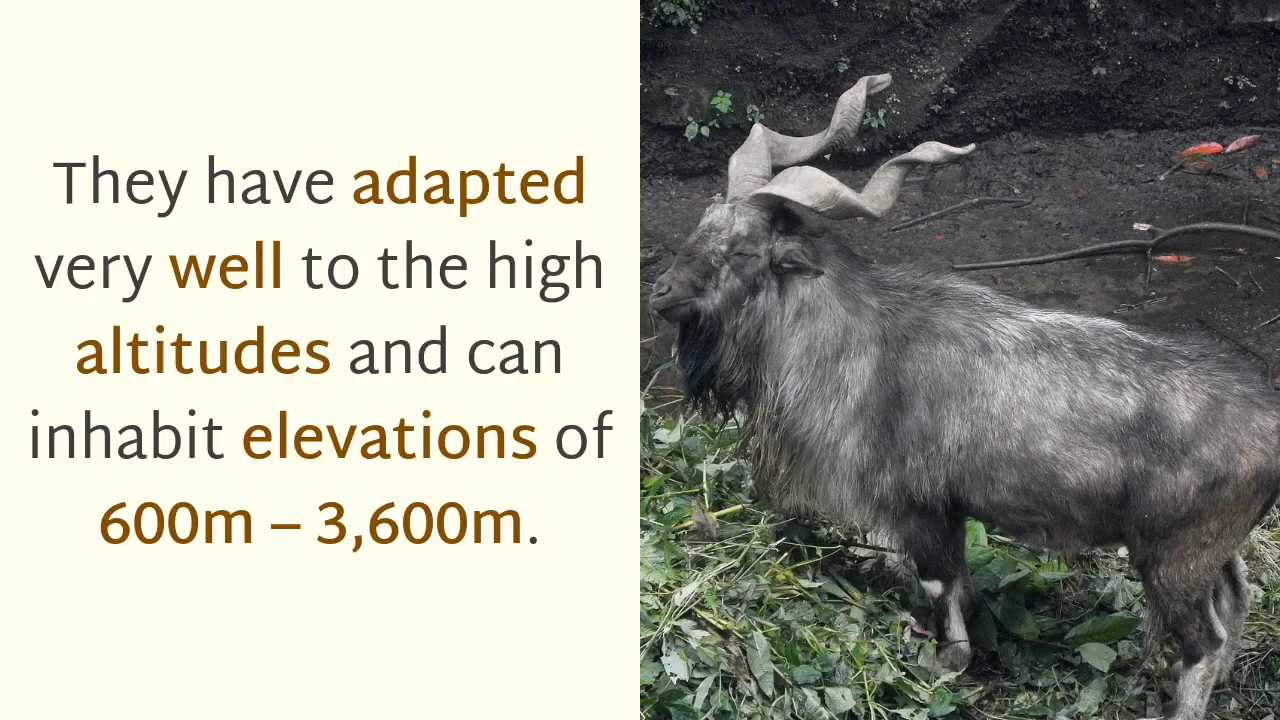 They have adapted
very well to the high
altitudes and can
inhabit elevations of
600m – 3,600m.